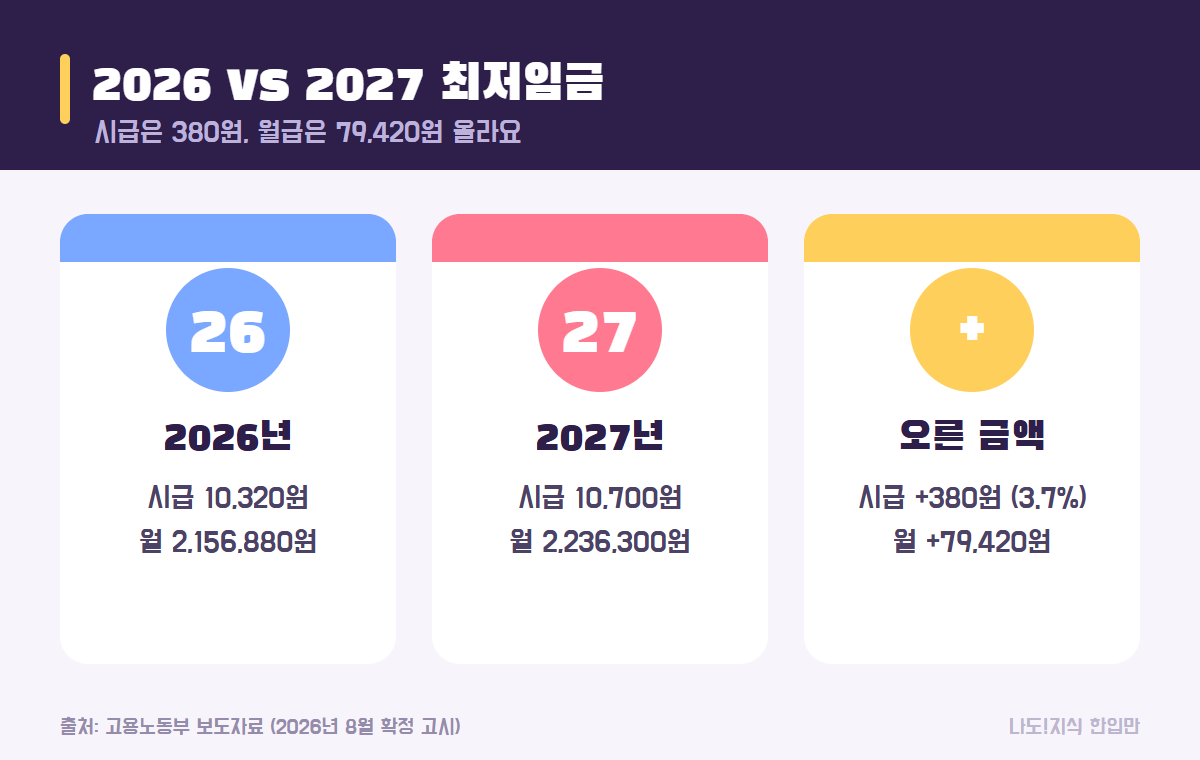 2026 vs 2027 최저임금
시급은 380원, 월급은 79,420원 올라요
26
2026년
시급 10,320원
월 2,156,880원
27
2027년
시급 10,700원
월 2,236,300원
+
오른 금액
시급 +380원 (3.7%)
월 +79,420원
출처: 고용노동부 보도자료 (2026년 8월 확정 고시)
나도!지식 한입만